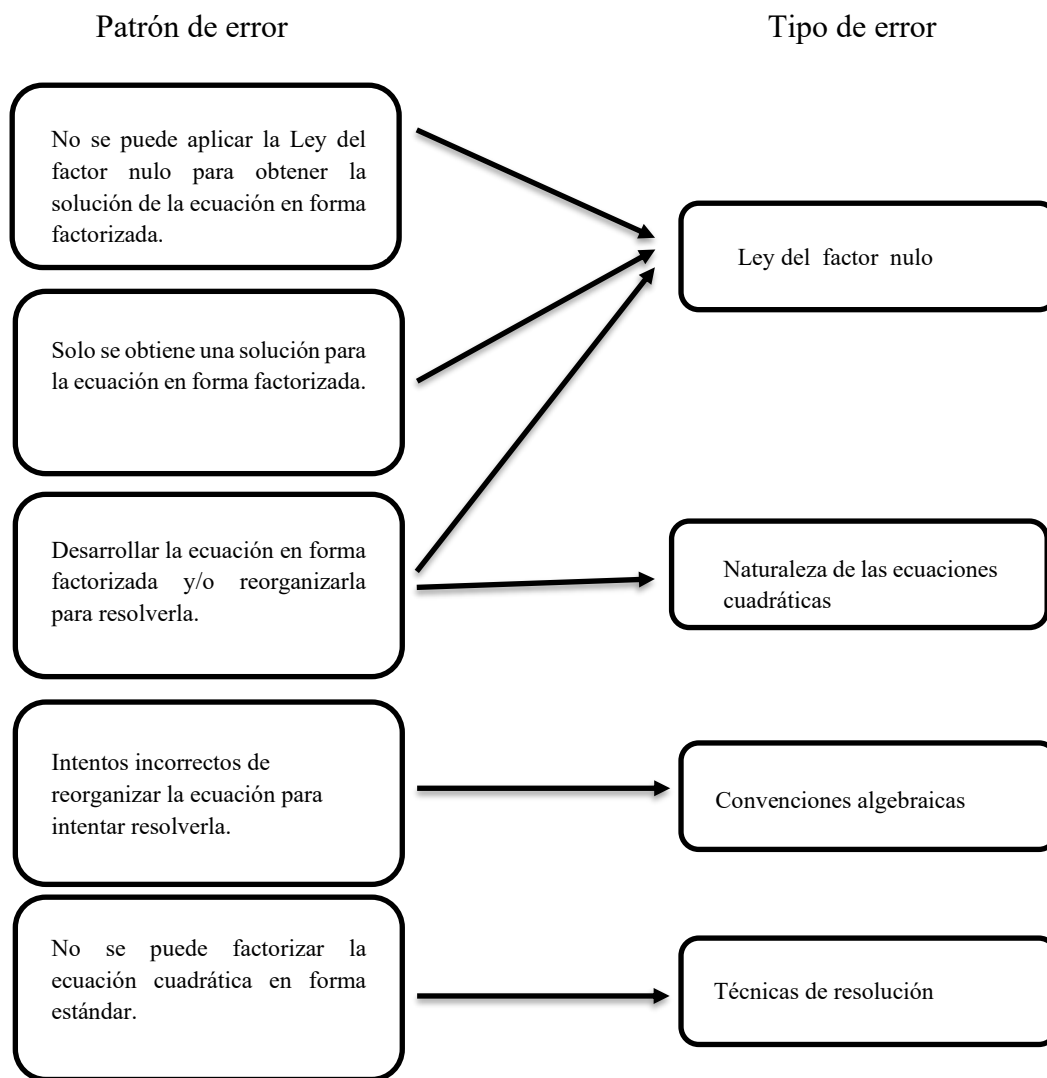 Patrón de error
Tipo de error
No se puede aplicar la Ley del
factor nulo para obtener la
solución de la ecuación en forma
factorizada.
Ley del factor nulo
Solo se obtiene una solución para
la ecuación en forma factorizada.
Desarrollar la ecuación en forma
factorizada y/o reorganizarla
para resolverla.
Naturaleza de las ecuaciones
cuadráticas
Intentos incorrectos de
reorganizar la ecuación para
intentar resolverla.
Convenciones algebraicas
No se puede factorizar la
ecuación cuadrática en forma
estándar.
Técnicas de resolución